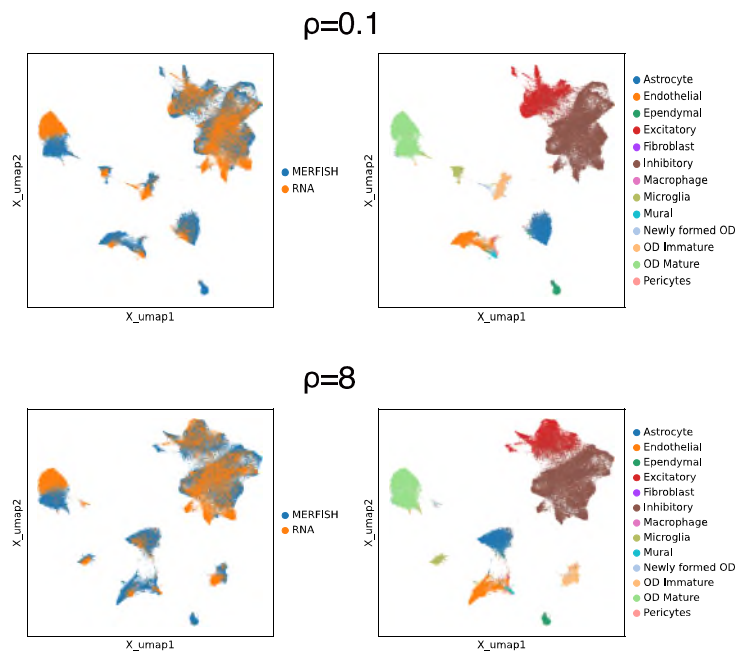 ρ=0.1
X_umap2
X_umap1
MERFISH
RNA
X_umap2
X_umap1
Astrocyte
Endothelial
Ependymal
Excitatory
Fibroblast
Inhibitory
Macrophage
Microglia
Mural
Newly formed OD
OD Immature
OD Mature
Pericytes
ρ=8
X_umap2
X_umap1
MERFISH
RNA
X_umap2
X_umap1
Astrocyte
Endothelial
Ependymal
Excitatory
Fibroblast
Inhibitory
Macrophage
Microglia
Mural
Newly formed OD
OD Immature
OD Mature
Pericytes